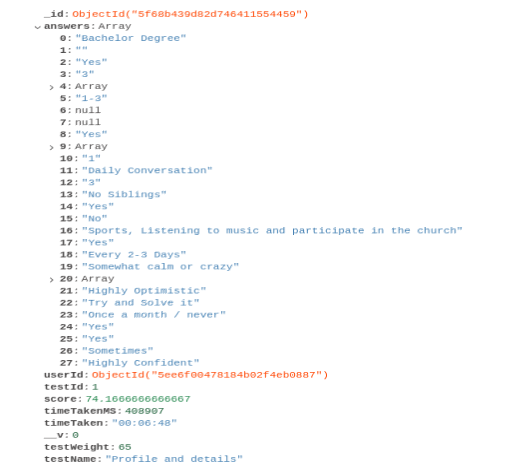 _id: ObjectId("5f68b439d82d746411554459")
answers: Array
0: "Bachelor Degree"
1: ""
2: "Yes"
3: "3"
4: Array
5: "1-3"
6: null
7: null
8: "Yes"
9: Array
10: "1"
11: "Daily Conversation"
12: "3"
13: "No Siblings"
14: "Yes"
15: "No"
16: "Sports, Listening to music and participate in the church"
17: "Yes"
18: "Every 2-3 Days"
19: "Somewhat calm or crazy"
20: Array
21: "Highly Optimistic"
22: "Try and Solve it"
23: "Once a month / never"
24: "Yes"
25: "Yes"
26: "Sometimes"
27: "Highly Confident"
userId: ObjectId("5ee6f00478184b02f4eb0887")
testId: 1
score: 74.1666666666667
timeTakenMS: 408907
timeTaken: "00:06:48"
__v: 0
testWeight: 65
testName: "Profile and details"